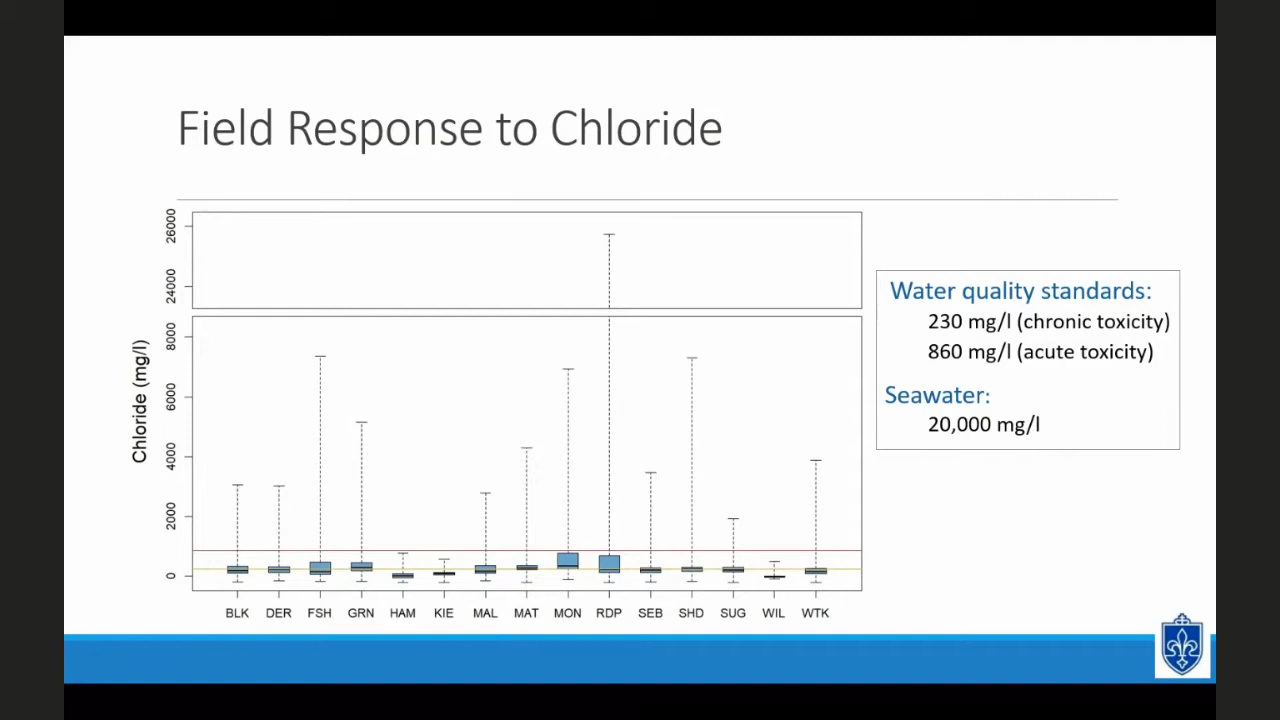 Field Response to Chloride
26000
24000
8000
6000
4000
2000
0
Chloride (mg/l)
BLK DER FSH GRN HAM KIE MAL MAT MON RDP SEB SHD SUG WIL WTK
Water quality standards:
230 mg/l (chronic toxicity)
860 mg/l (acute toxicity)
Seawater:
20,000 mg/l